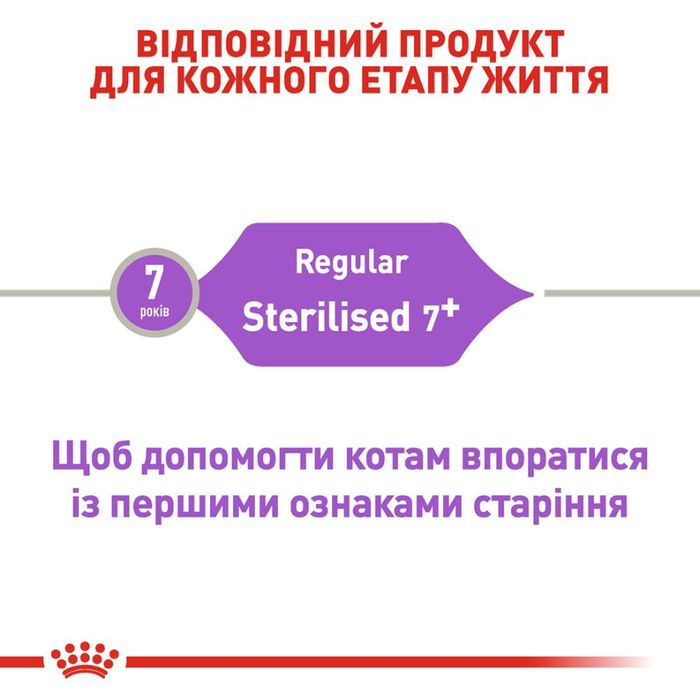 ВІДПОВІДНИЙ ПРОДУКТ
ДЛЯ КОЖНОГО ЕТАПУ ЖИТТЯ
7
років
Regular
Sterilised 7+
Щоб допомогти котам впоратися
із першими ознаками старіння